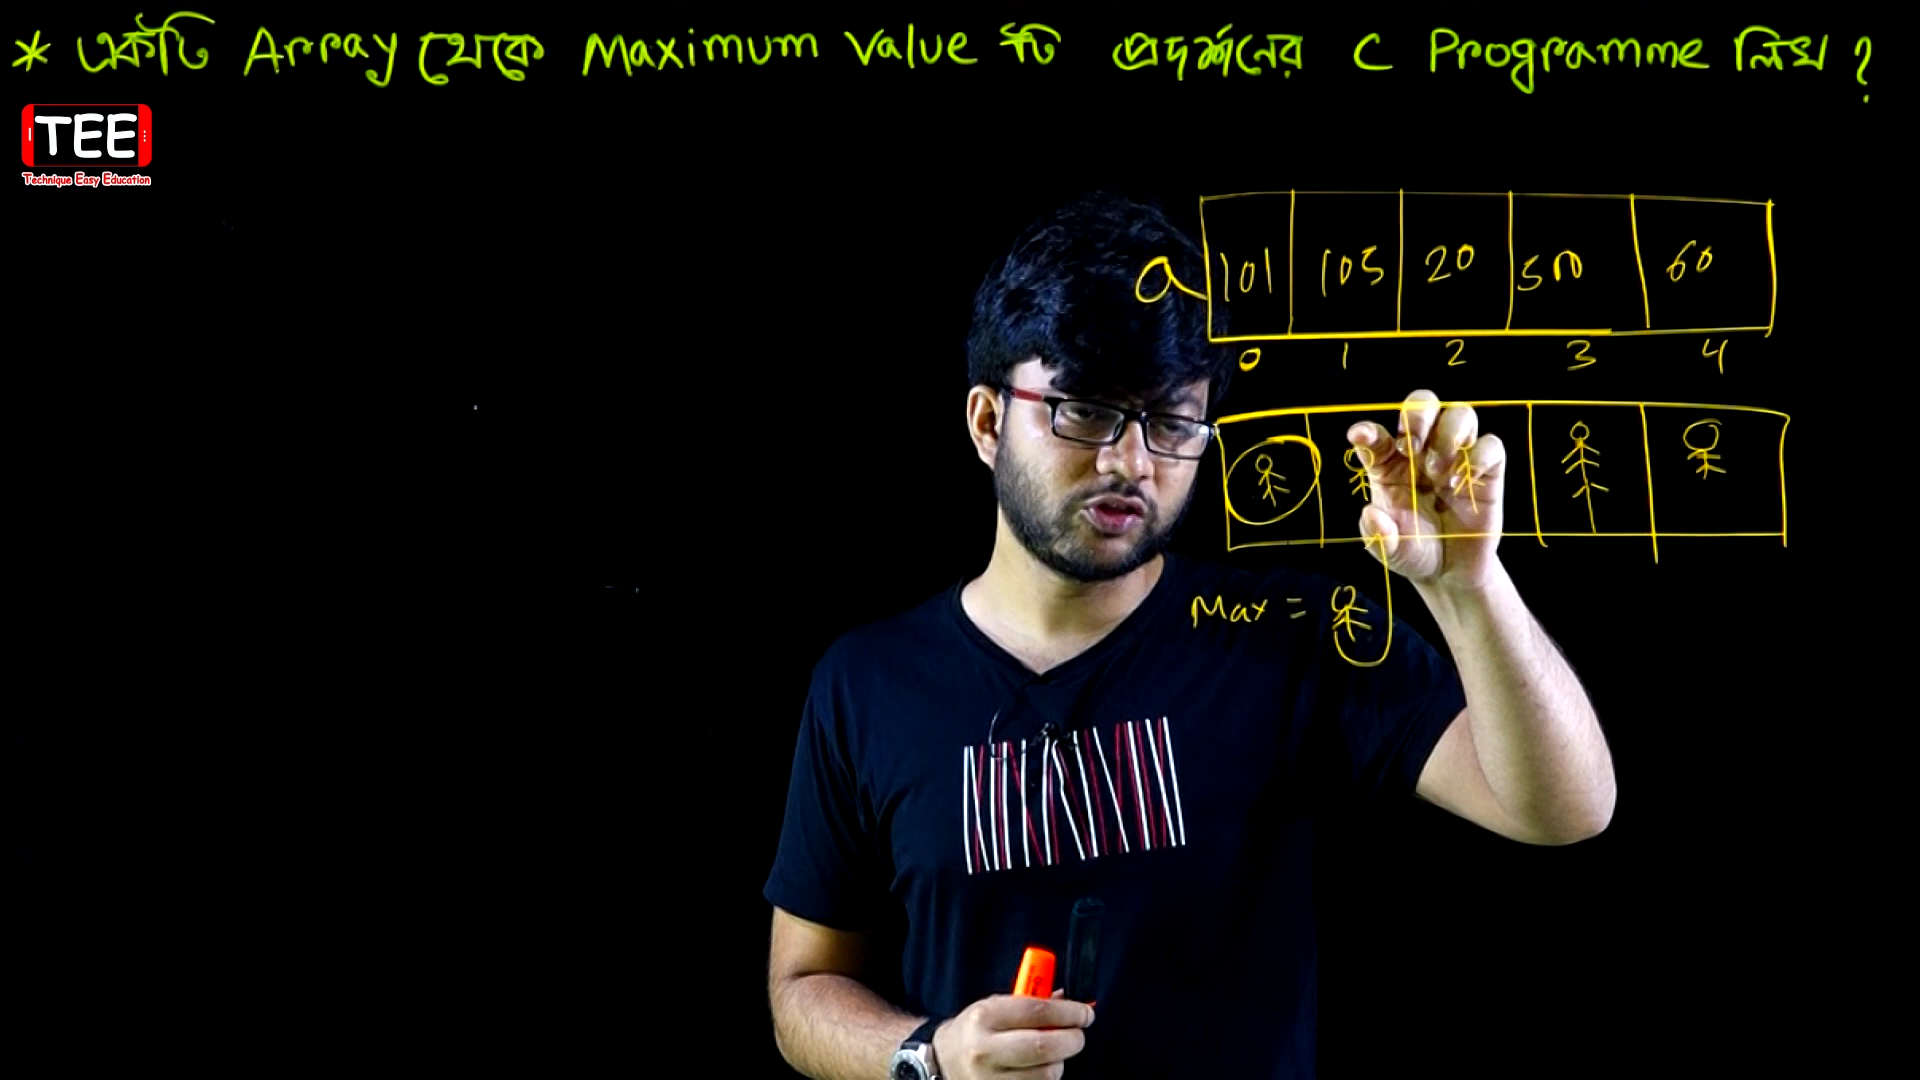 * একটি Array থেকে Maximum Value টি প্রদর্শনের C Programme লিখ ?
TEE
Technique Easy Education
a 101 105 20 50 60
0 1 2 3 4
Max =